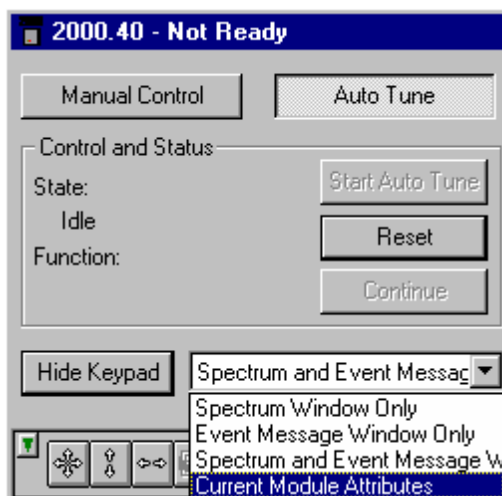 2000.40 - Not Ready
Manual Control Auto Tune
Control and Status
State:
Start Auto Tune
Idle
Reset
Function:
Continue
Hide Keypad Spectrum and Event Messag
Spectrum Window Only
Event Message Window Only
Spectrum and Event Message W
Current Module Attributes